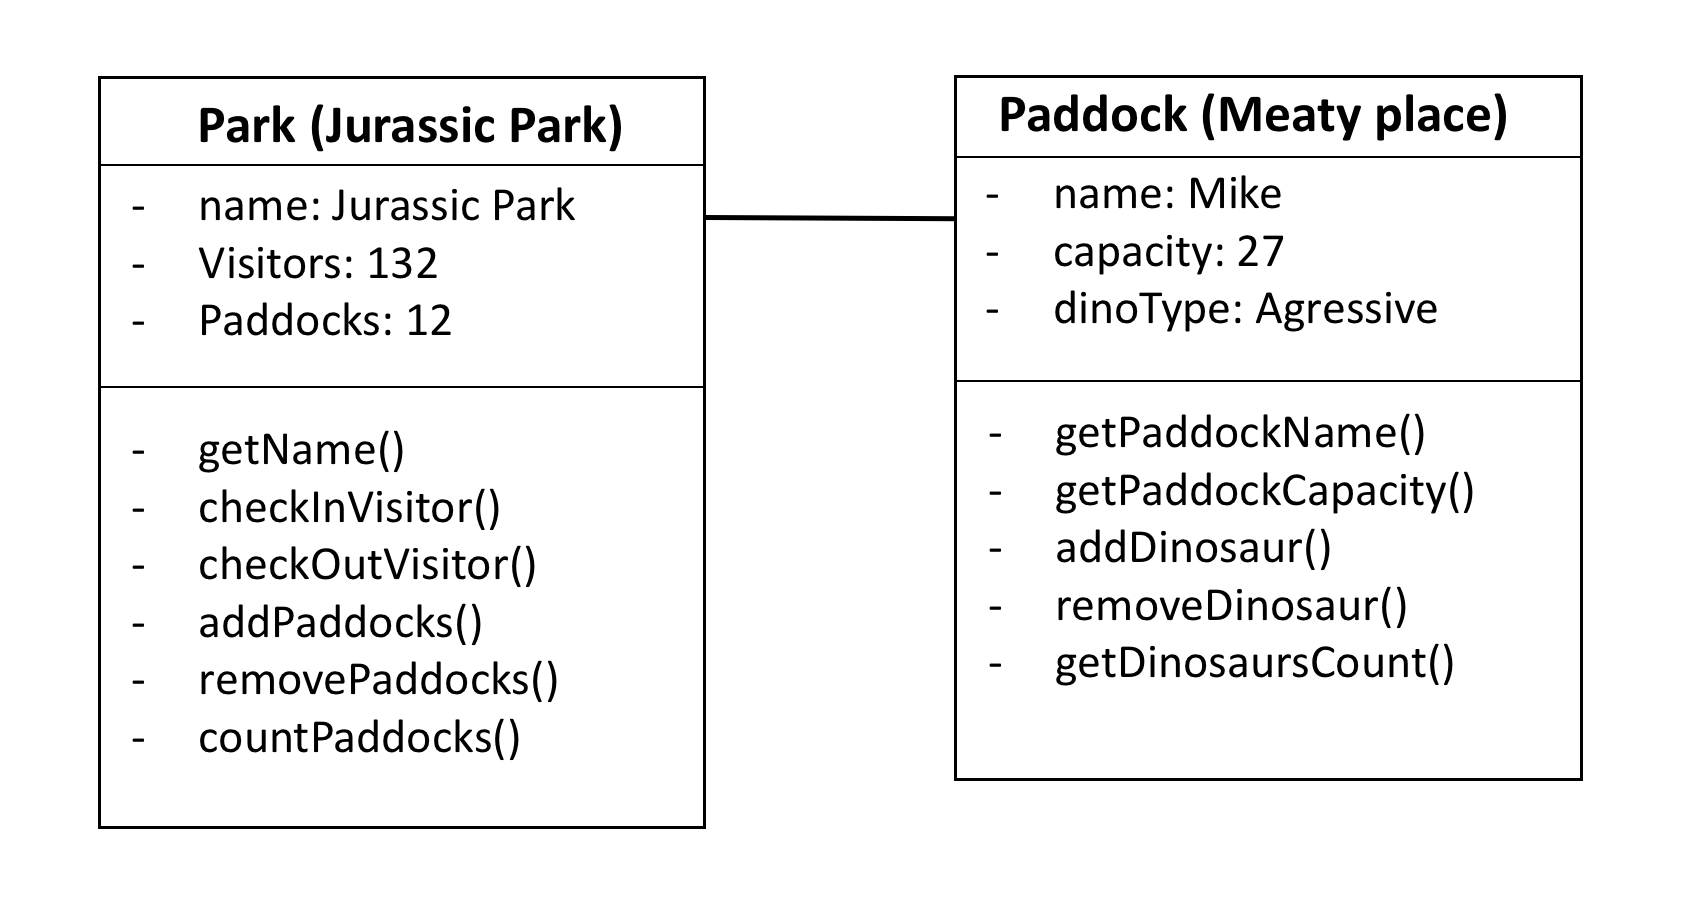 Park (Jurassic Park)
- name: Jurassic Park
- Visitors: 132
- Paddocks: 12
- getName()
- checkInVisitor()
- checkOutVisitor()
- addPaddocks()
- removePaddocks()
- countPaddocks()
Paddock (Meaty place)
- name: Mike
- capacity: 27
- dinoType: Agressive
- getPaddockName()
- getPaddockCapacity()
- addDinosaur()
- removeDinosaur()
- getDinosaursCount()